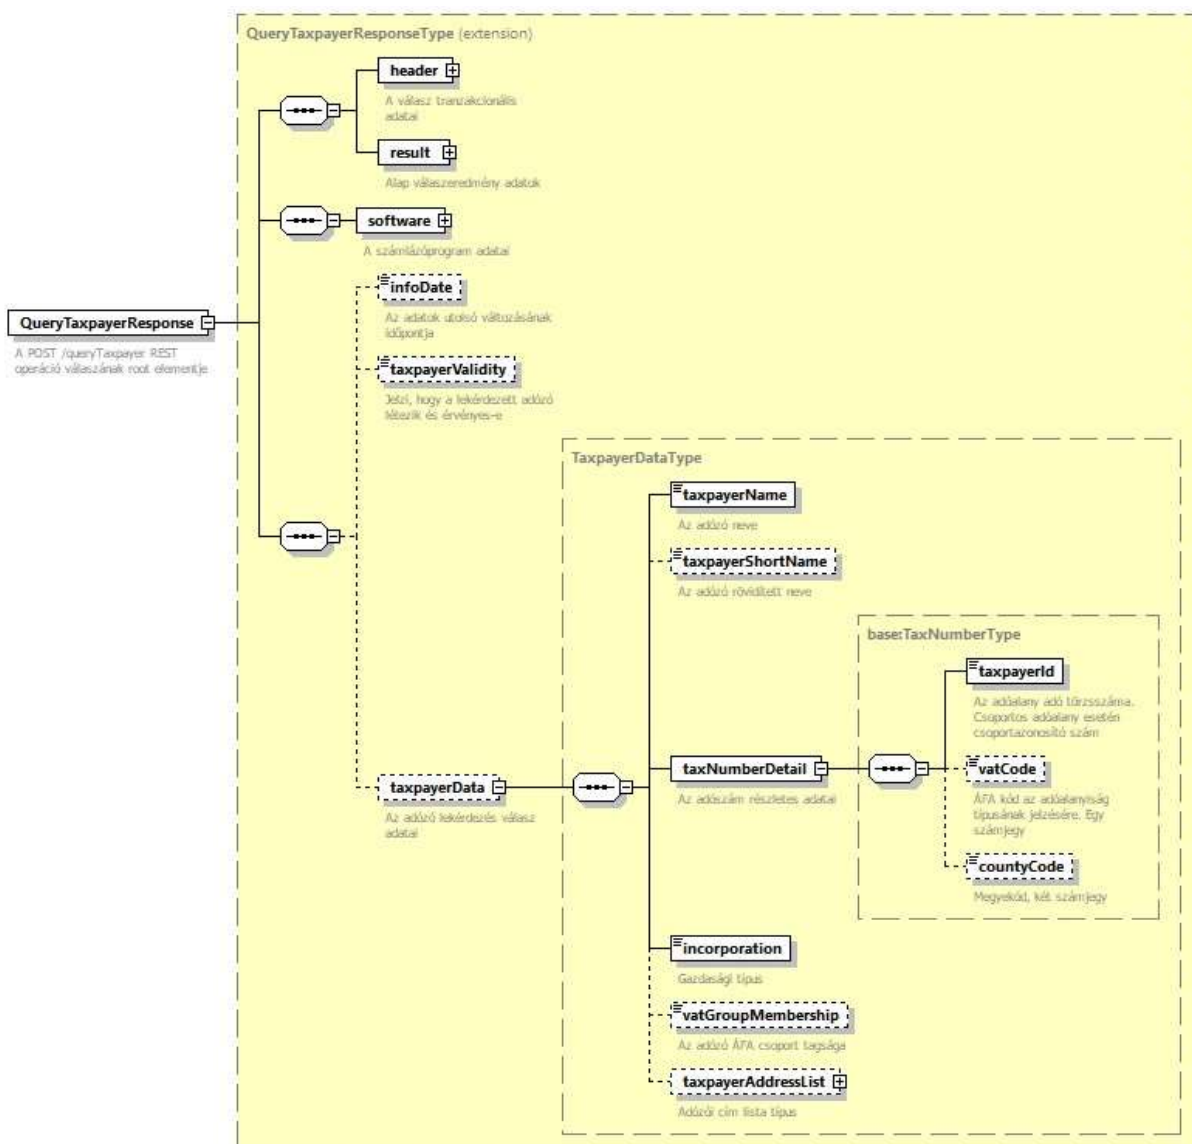 QueryTaxpayerResponseType (extension)
header
A válasz tranzakcionális
adatai
result
Alap válaszeredmény adatok
software
A számlázóprogram adatai
infoDate
Az adatok utolsó változásának
időpontja
QueryTaxpayerResponse
A POST /queryTaxpayer REST
operáció válaszának root elementje
taxpayerValidity
Jelzi, hogy a lekérdezett adózó
létezik és érvényes-e
TaxpayerDataType
taxpayerName
Az adózó neve
taxpayerShortName
Az adózó rövidített neve
base:TaxNumberType
taxpayerId
Az adóalany adó törzsszáma.
Csoportos adóalany esetén
csoportazonosító szám
taxpayerData
Az adózó lekérdezés válasz
adatai
taxNumberDetail
Az adószám részletes adatai
vatCode
ÁFA kód az adóalanyiság
típusának jelzésére. Egy
számjegy
countyCode
Megyekód, két számjegy
incorporation
Gazdasági típus
vatGroupMembership
Az adózó ÁFA csoport tagsága
taxpayerAddressList
Adózói cím lista típus